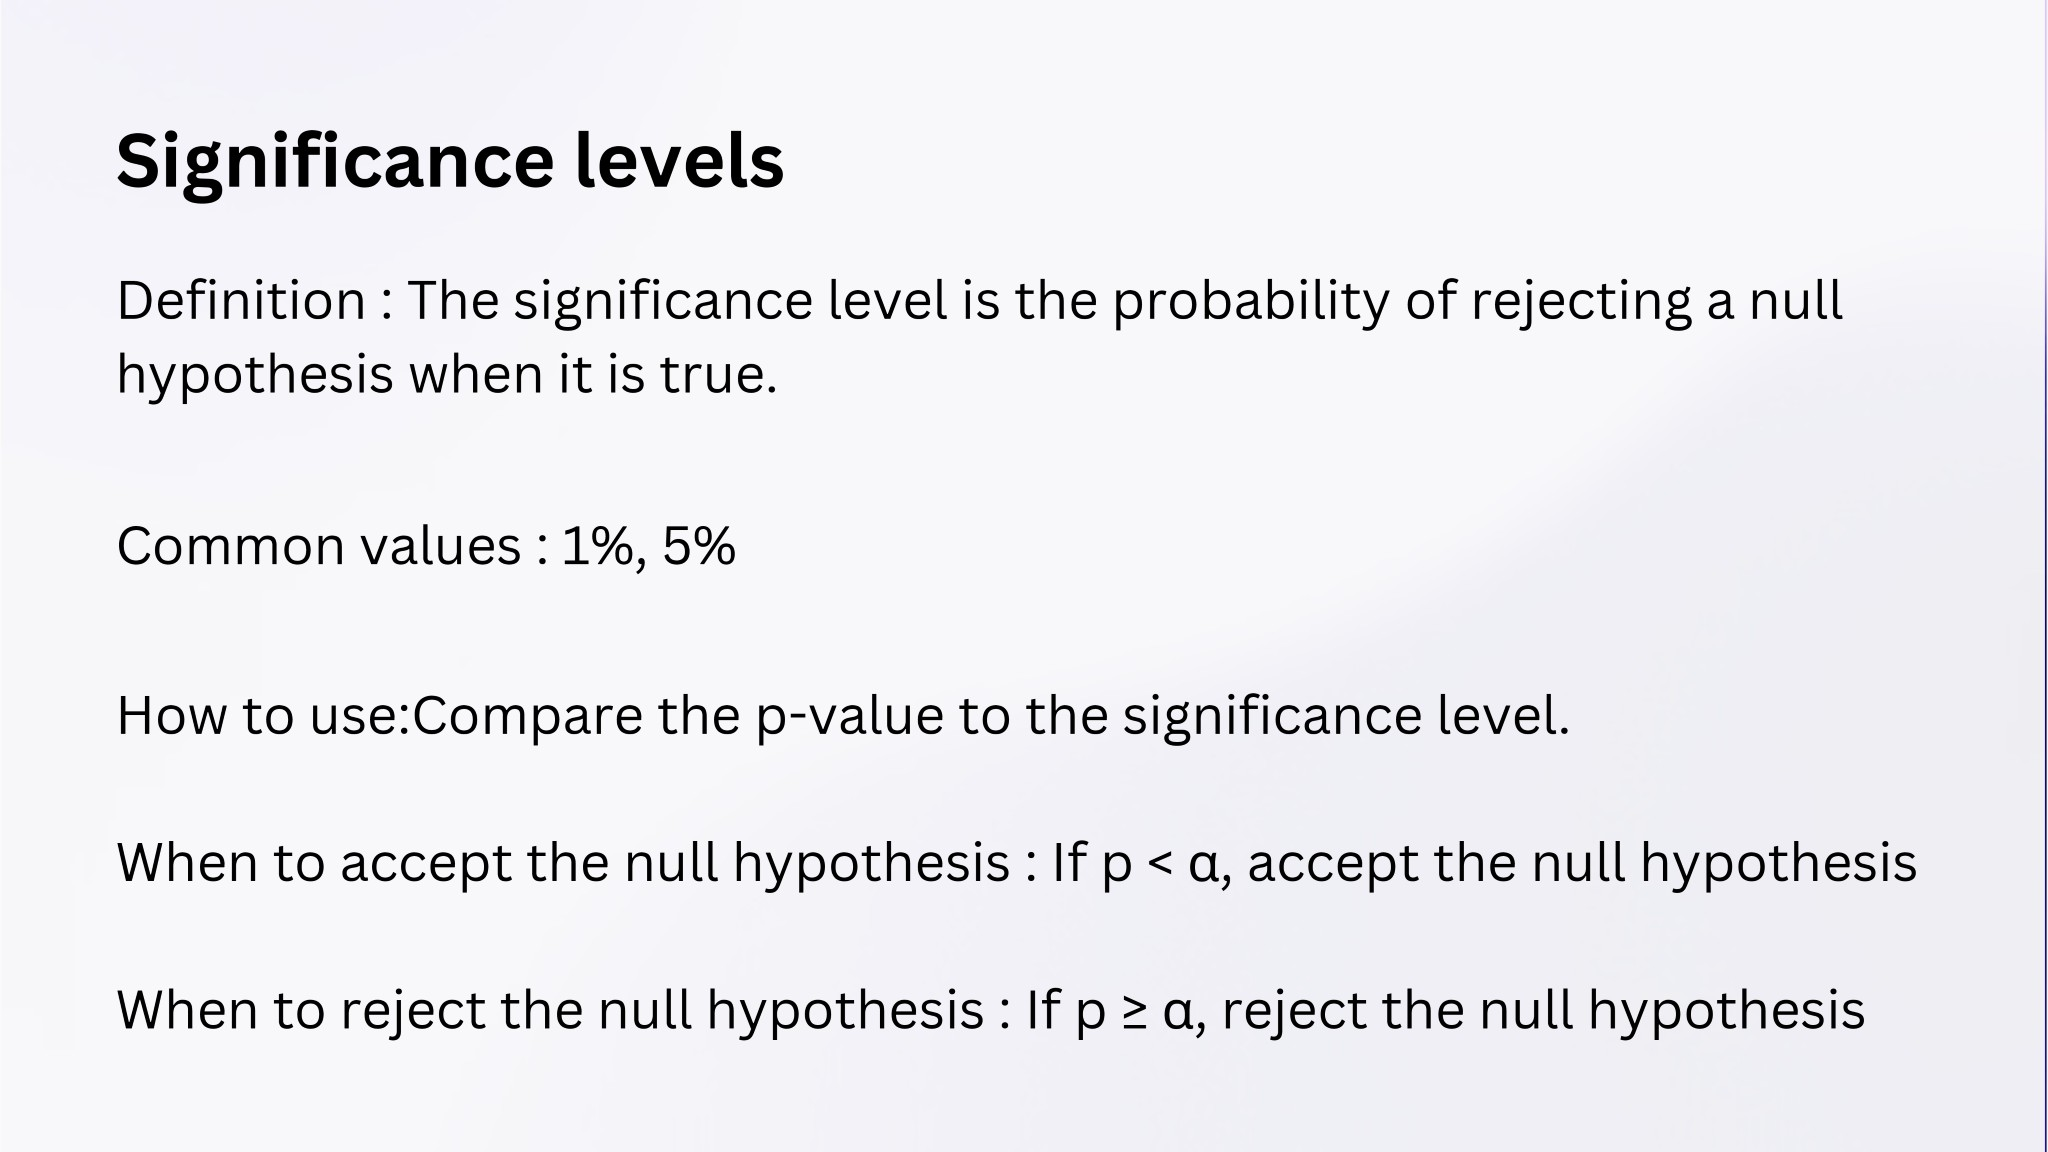 Significance levels
Definition : The significance level is the probability of rejecting a null
hypothesis when it is true.
Common values : 1%, 5%
How to use:Compare the p-value to the significance level.
When to accept the null hypothesis : If p < α, accept the null hypothesis
When to reject the null hypothesis : If p ≥ α, reject the null hypothesis